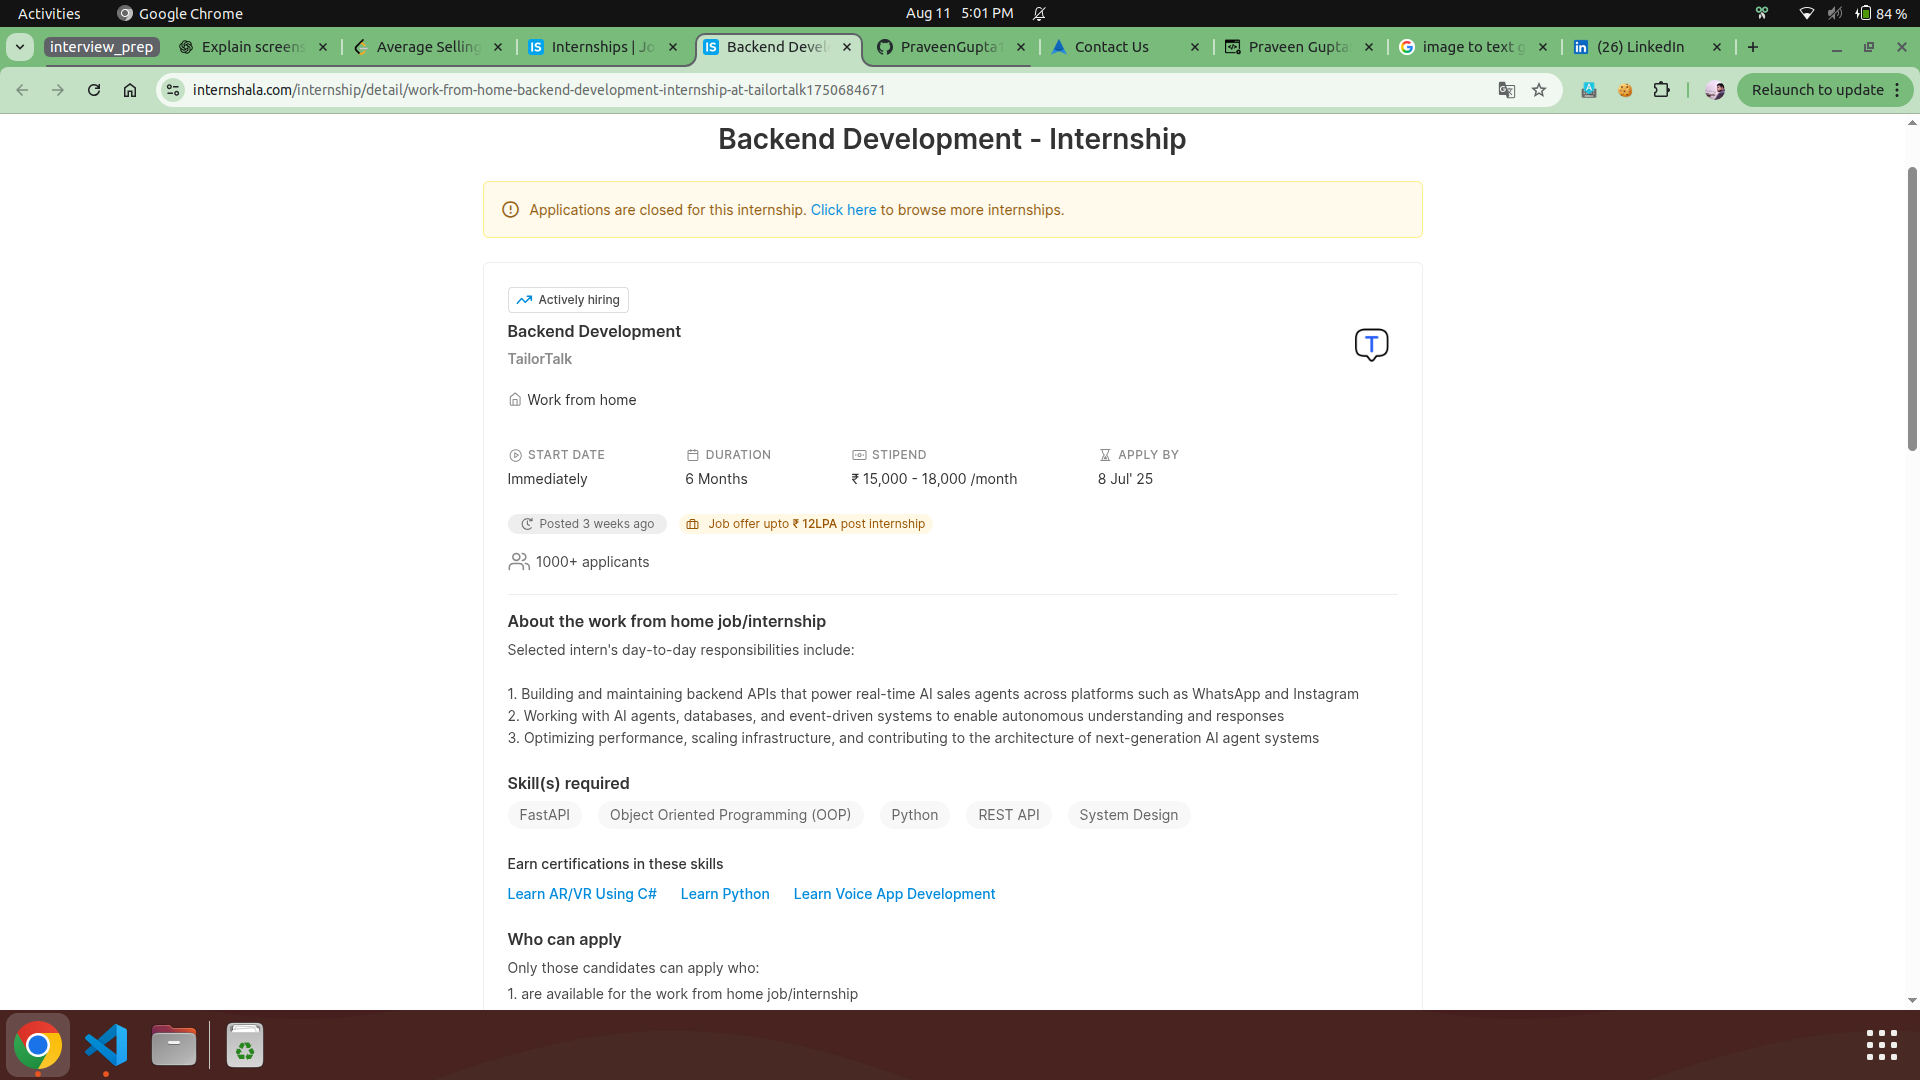 Activities Google Chrome Aug 11 5:01 PM 84 %
interview_prep Explain screens Average Selling Internships | Jo Backend Devel PraveenGupta1 Contact Us Praveen Gupta image to text g (26) LinkedIn
internshala.com/internship/detail/work-from-home-backend-development-internship-at-tailortalk1750684671 Relaunch to update
Backend Development - Internship
Applications are closed for this internship. Click here to browse more internships.
Actively hiring
Backend Development
TailorTalk
T
Work from home
START DATE DURATION STIPEND APPLY BY
Immediately 6 Months ₹ 15,000 - 18,000 /month 8 Jul' 25
Posted 3 weeks ago Job offer upto ₹ 12LPA post internship
1000+ applicants
About the work from home job/internship
Selected intern's day-to-day responsibilities include:
1. Building and maintaining backend APIs that power real-time AI sales agents across platforms such as WhatsApp and Instagram
2. Working with AI agents, databases, and event-driven systems to enable autonomous understanding and responses
3. Optimizing performance, scaling infrastructure, and contributing to the architecture of next-generation AI agent systems
Skill(s) required
FastAPI Object Oriented Programming (OOP) Python REST API System Design
Earn certifications in these skills
Learn AR/VR Using C# Learn Python Learn Voice App Development
Who can apply
Only those candidates can apply who:
1. are available for the work from home job/internship